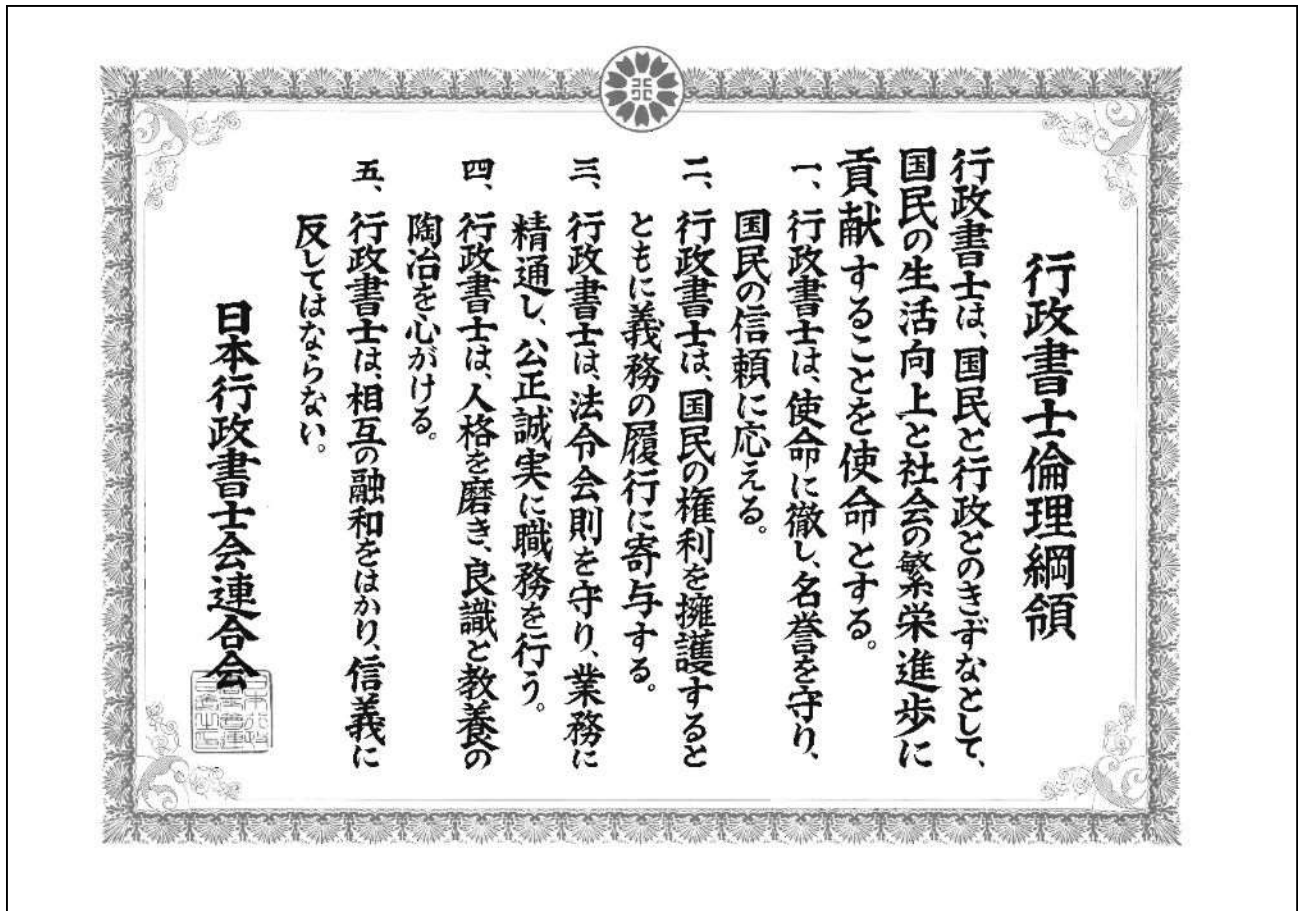 行政書士倫理綱領
行政書士は、国民と行政とのきずなとして、
国民の生活向上と社会の繁栄進歩に
貢献することを使命とする。
一、行政書士は、使命に徹し、名誉を守り、
国民の信頼に応える。
二、行政書士は、国民の権利を擁護すると
ともに義務の履行に寄与する。
三、行政書士は、法令会則を守り、業務に
精通し、公正誠実に職務を行う。
四、行政書士は、人格を磨き、良識と教養の
陶冶を心がける。
五、行政書士は、相互の融和をはかり、信義に
反してはならない。
日本行政書士会連合会